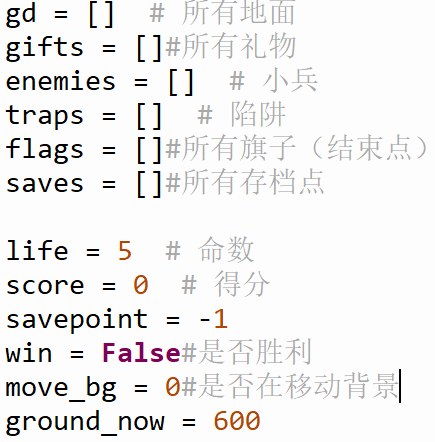 gd = []  # 所有地面
gifts = []#所有礼物
enemies = []  # 小兵
traps = []  # 陷阱
flags = []#所有旗子（结束点）
saves = []#所有存档点
life = 5  # 命数
score = 0  # 得分
savepoint = -1
win = False#是否胜利
move_bg = 0#是否在移动背景
ground_now = 600